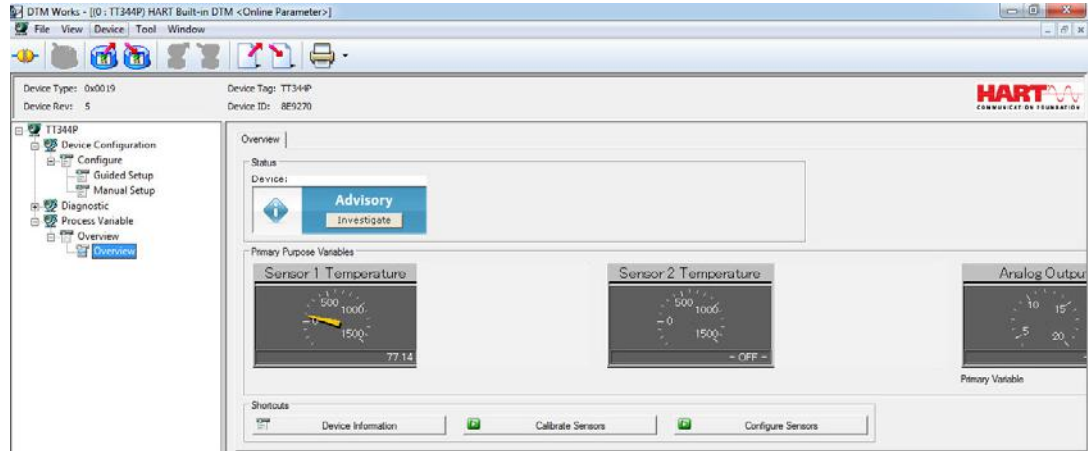 DTM Works - [(0 : TT344P) HART Built-in DTM <Online Parameter>]
File View Device Tool Window
Device Type: 0x0019
Device Tag: TT344P
Device Rev: 5
Device ID: 8E9270
HART
COMMUNICATION FOUNDATION
TT344P
Device Configuration
Configure
Guided Setup
Manual Setup
Diagnostic
Process Variable
Overview
Overview
Overview
Status
Device:
Advisory
Investigate
Primary Purpose Variables
Sensor 1 Temperature
500
1000
0
1500
77.14
Sensor 2 Temperature
500
1000
0
1500
- OFF -
Analog Outpu
10
15
5
20
Primary Variable
Shortcuts
Device Information
Calibrate Sensors
Configure Sensors